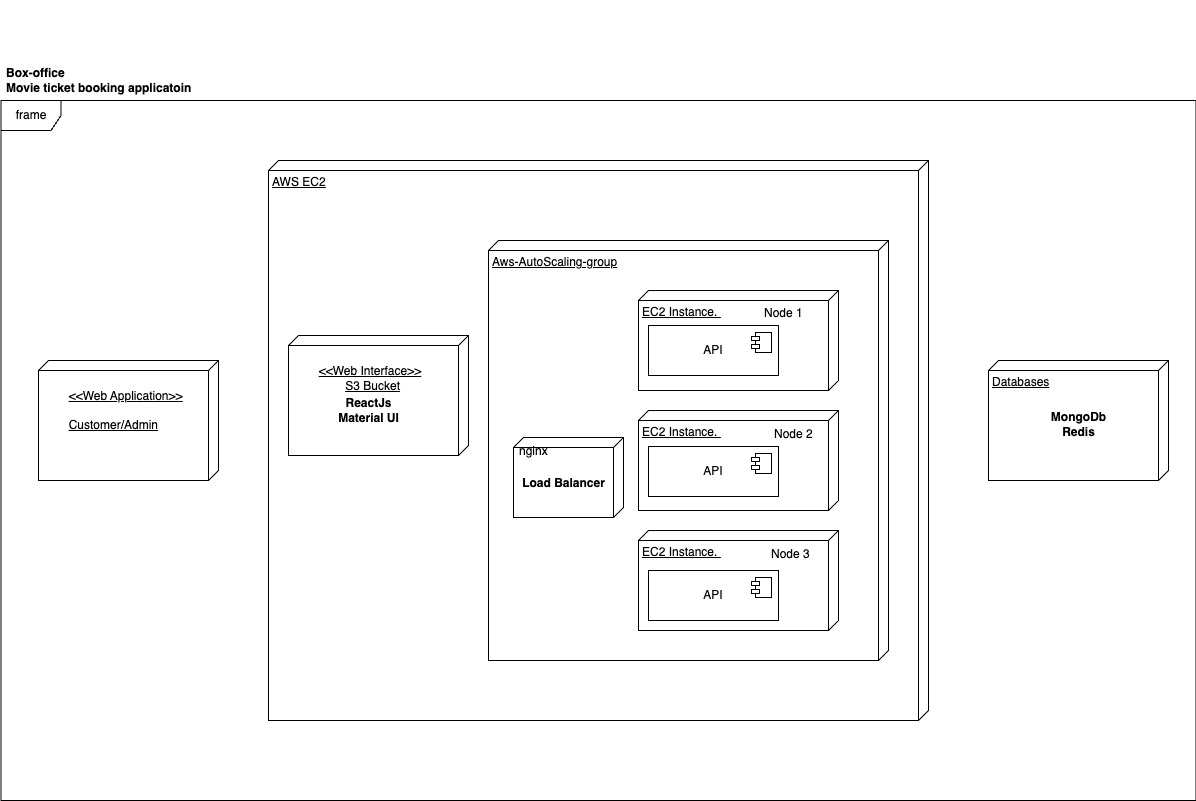 Box-office
Movie ticket booking applicatoin
frame
AWS EC2
Aws-AutoScaling-group
EC2 Instance.
Node 1
API
<<Web Interface>>
S3 Bucket
ReactJs
Material UI
<<Web Application>>
Customer/Admin
Databases
MongoDb
Redis
EC2 Instance.
Node 2
API
nginx
Load Balancer
EC2 Instance.
Node 3
API